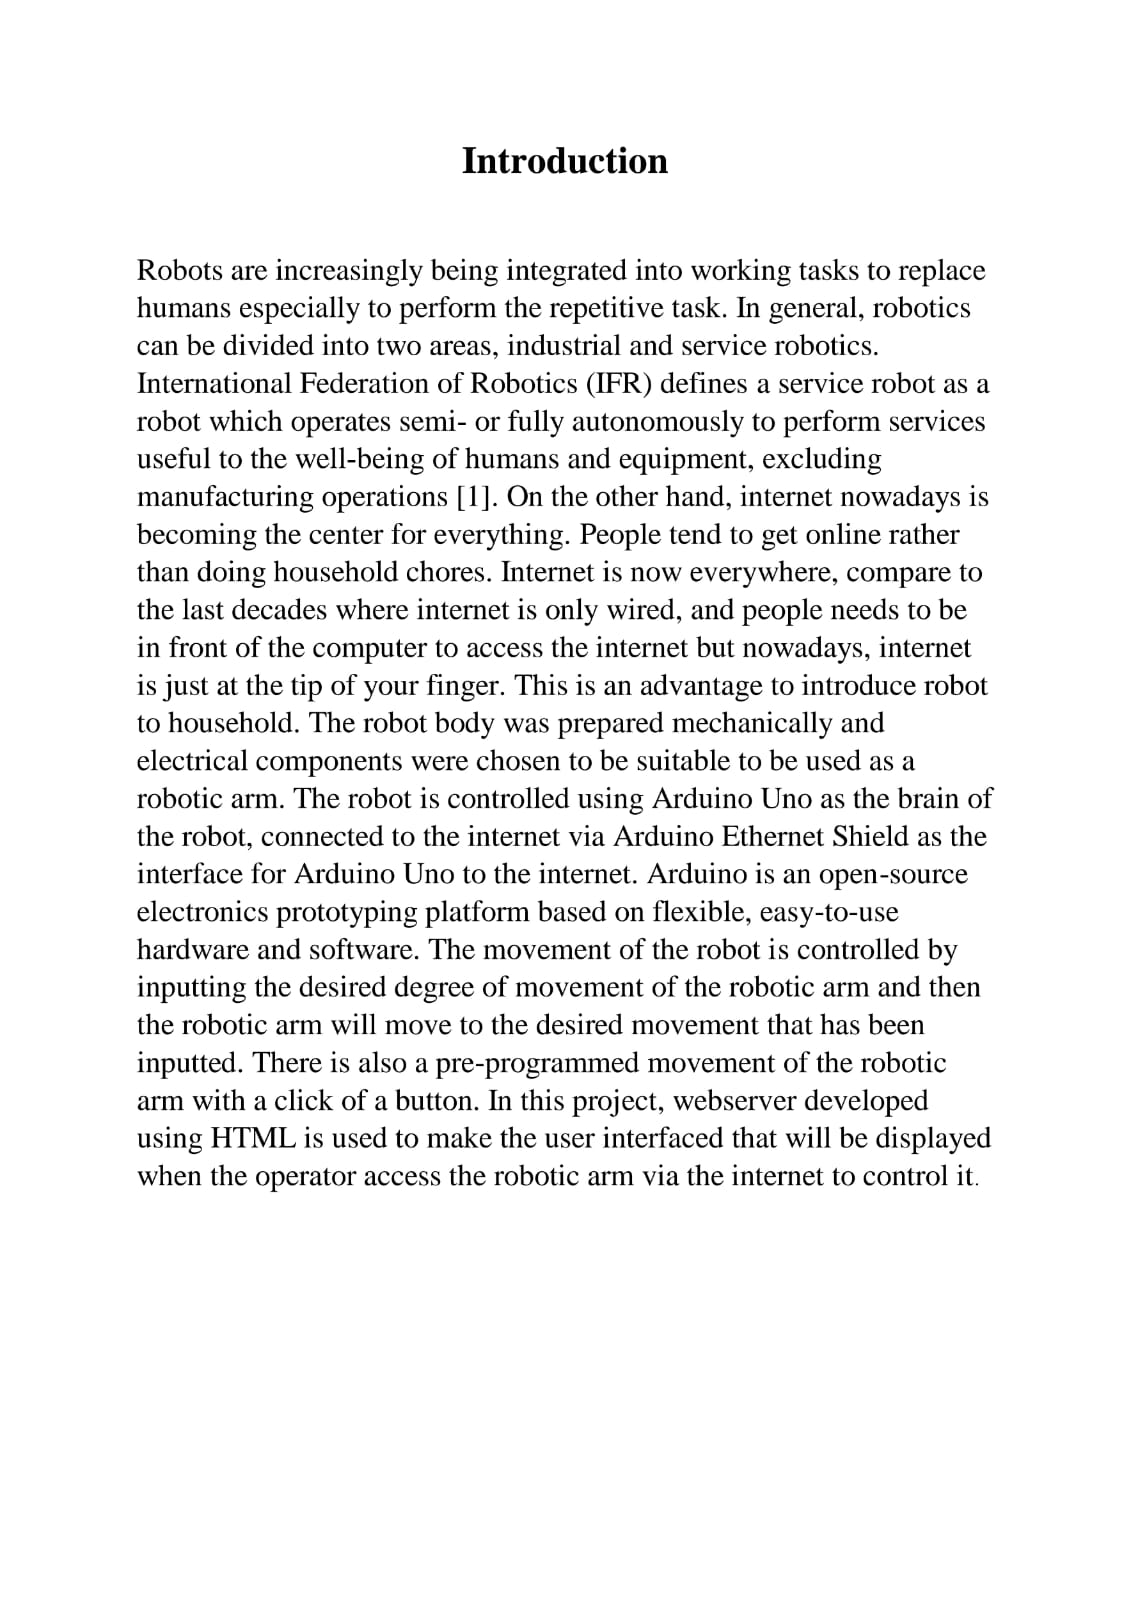 Introduction
Robots are increasingly being integrated into working tasks to replace
humans especially to perform the repetitive task. In general, robotics
can be divided into two areas, industrial and service robotics.
International Federation of Robotics (IFR) defines a service robot as a
robot which operates semi- or fully autonomously to perform services
useful to the well-being of humans and equipment, excluding
manufacturing operations [1]. On the other hand, internet nowadays is
becoming the center for everything. People tend to get online rather
than doing household chores. Internet is now everywhere, compare to
the last decades where internet is only wired, and people needs to be
in front of the computer to access the internet but nowadays, internet
is just at the tip of your finger. This is an advantage to introduce robot
to household. The robot body was prepared mechanically and
electrical components were chosen to be suitable to be used as a
robotic arm. The robot is controlled using Arduino Uno as the brain of
the robot, connected to the internet via Arduino Ethernet Shield as the
interface for Arduino Uno to the internet. Arduino is an open-source
electronics prototyping platform based on flexible, easy-to-use
hardware and software. The movement of the robot is controlled by
inputting the desired degree of movement of the robotic arm and then
the robotic arm will move to the desired movement that has been
inputted. There is also a pre-programmed movement of the robotic
arm with a click of a button. In this project, webserver developed
using HTML is used to make the user interfaced that will be displayed
when the operator access the robotic arm via the internet to control it.